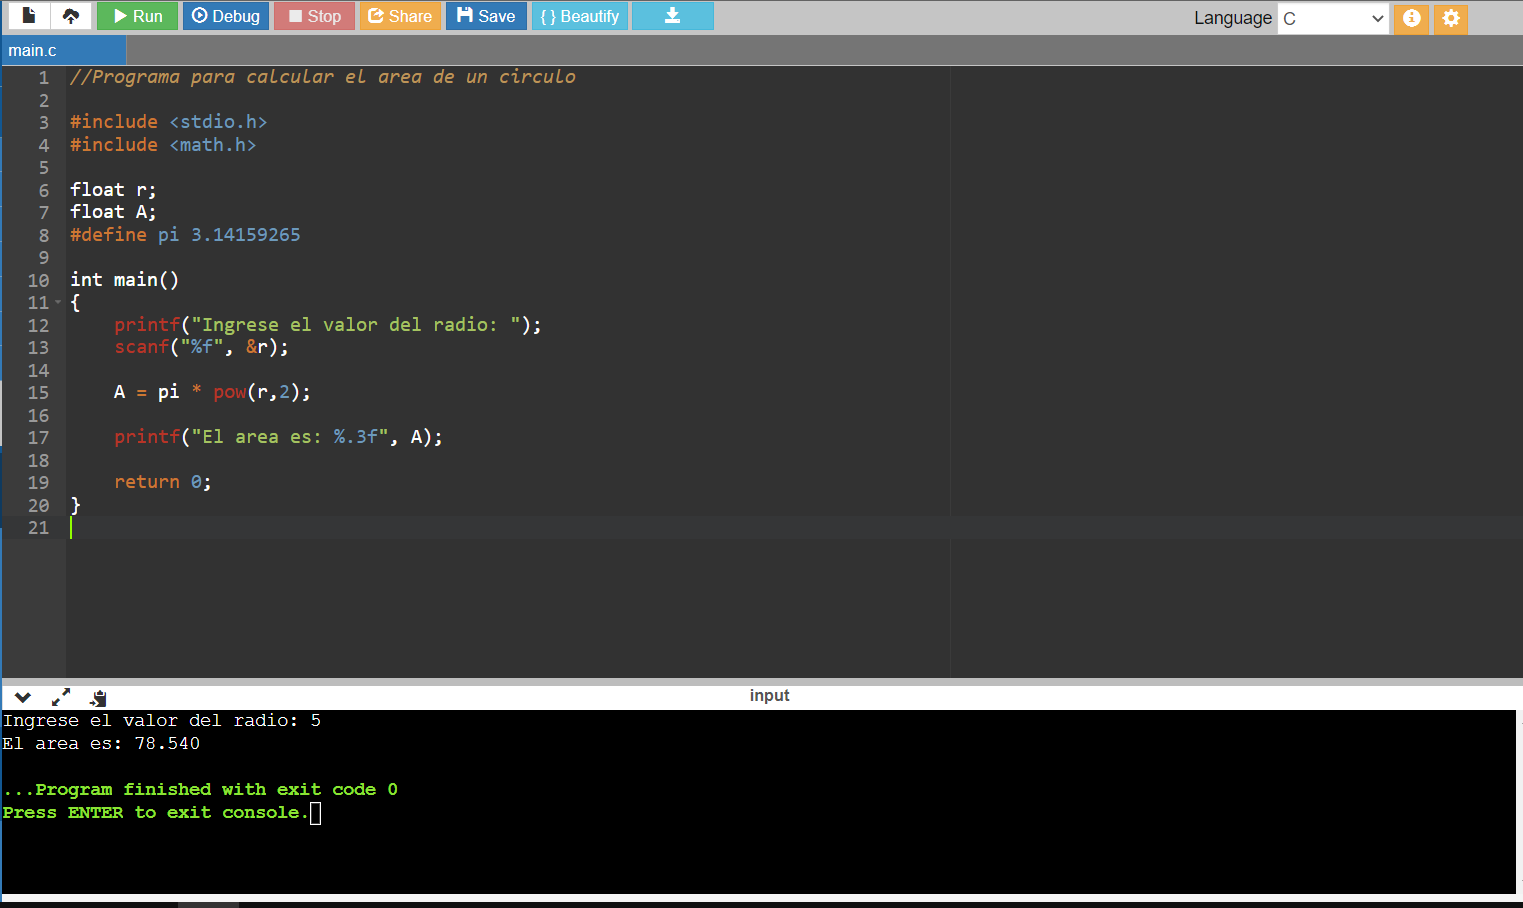 Run Debug Stop Share Save { } Beautify Language C
main.c
1 //Programa para calcular el area de un circulo
2
3 #include <stdio.h>
4 #include <math.h>
5
6 float r;
7 float A;
8 #define pi 3.14159265
9
10 int main()
11 {
12     printf("Ingrese el valor del radio: ");
13     scanf("%f", &r);
14
15     A = pi * pow(r,2);
16
17     printf("El area es: %.3f", A);
18
19     return 0;
20 }
21
input
Ingrese el valor del radio: 5
El area es: 78.540
...Program finished with exit code 0
Press ENTER to exit console.